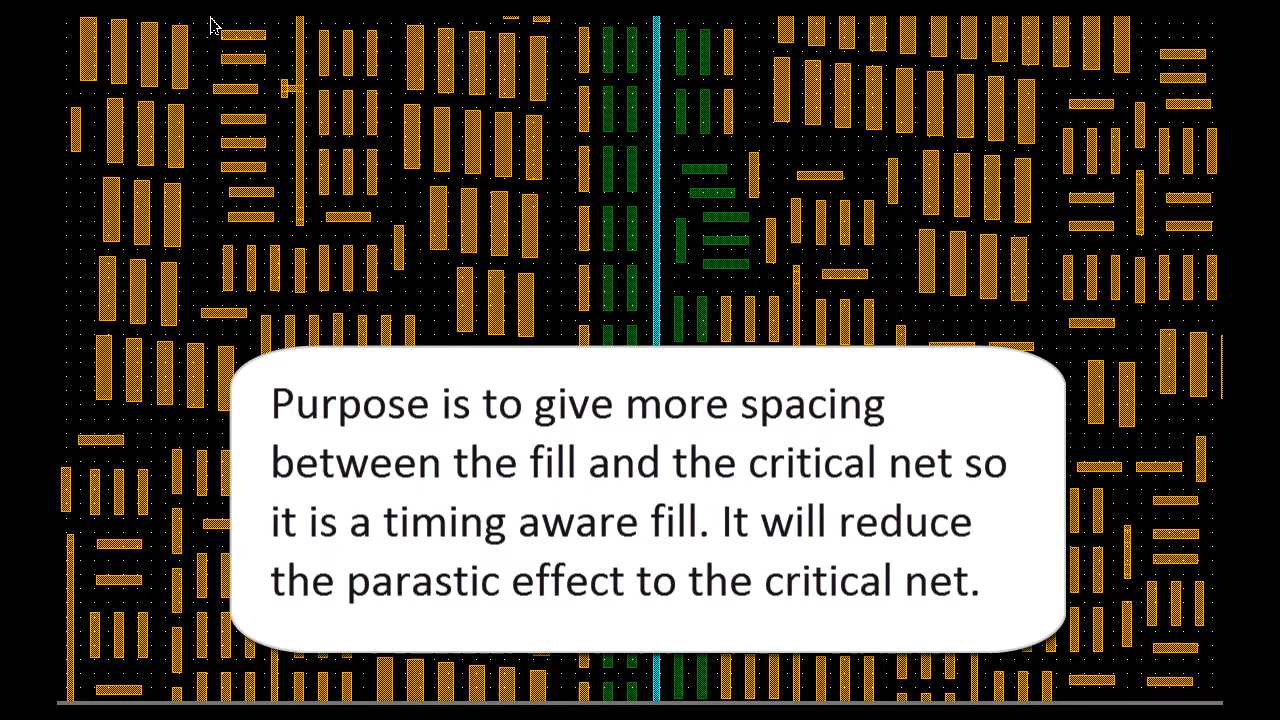 Purpose is to give more spacing
between the fill and the critical net so
it is a timing aware fill. It will reduce
the parastic effect to the critical net.